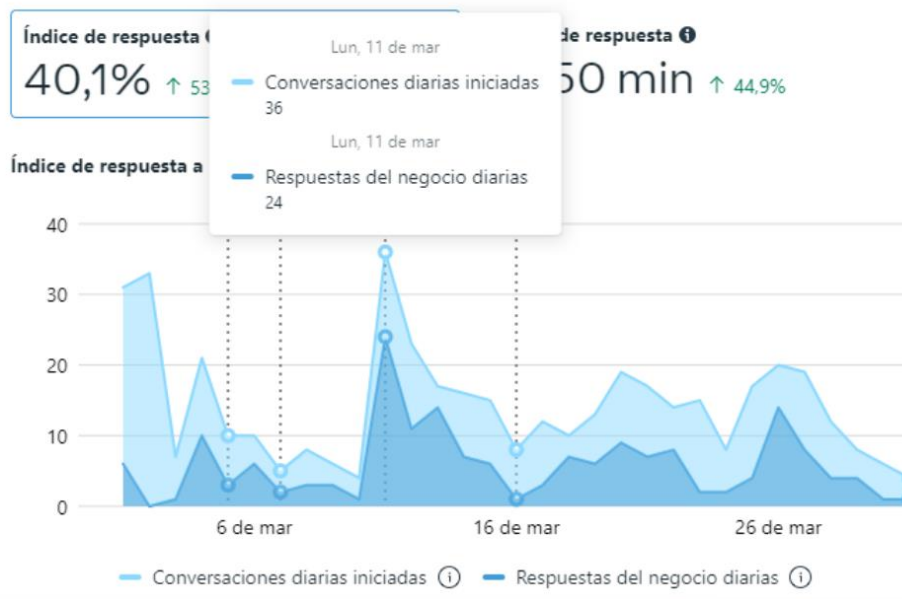 Índice de respuesta
40,1% ↑ 53
de respuesta
50 min ↑ 44,9%
Lun, 11 de mar
Conversaciones diarias iniciadas
36
Lun, 11 de mar
Respuestas del negocio diarias
24
Índice de respuesta a
40
30
20
10
0
6 de mar 16 de mar 26 de mar
Conversaciones diarias iniciadas Respuestas del negocio diarias